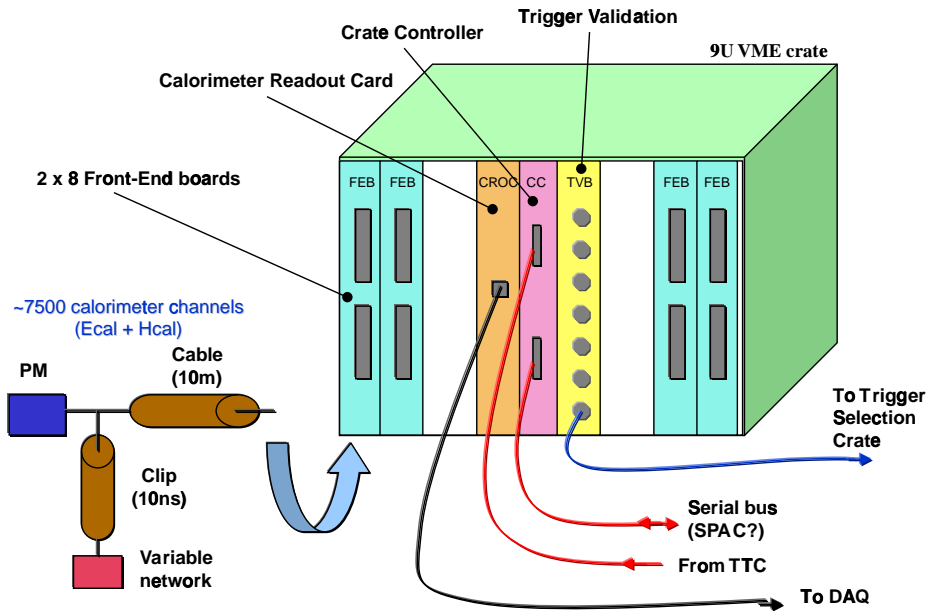 Trigger Validation
Crate Controller
9U VME crate
Calorimeter Readout Card
2 x 8 Front-End boards
FEB
FEB
CROC
CC
TVB
FEB
FEB
~7500 calorimeter channels
(Ecal + Hcal)
Cable
(10m)
PM
To Trigger
Selection
Crate
Clip
(10ns)
Serial bus
(SPAC?)
Variable
network
From TTC
To DAQ